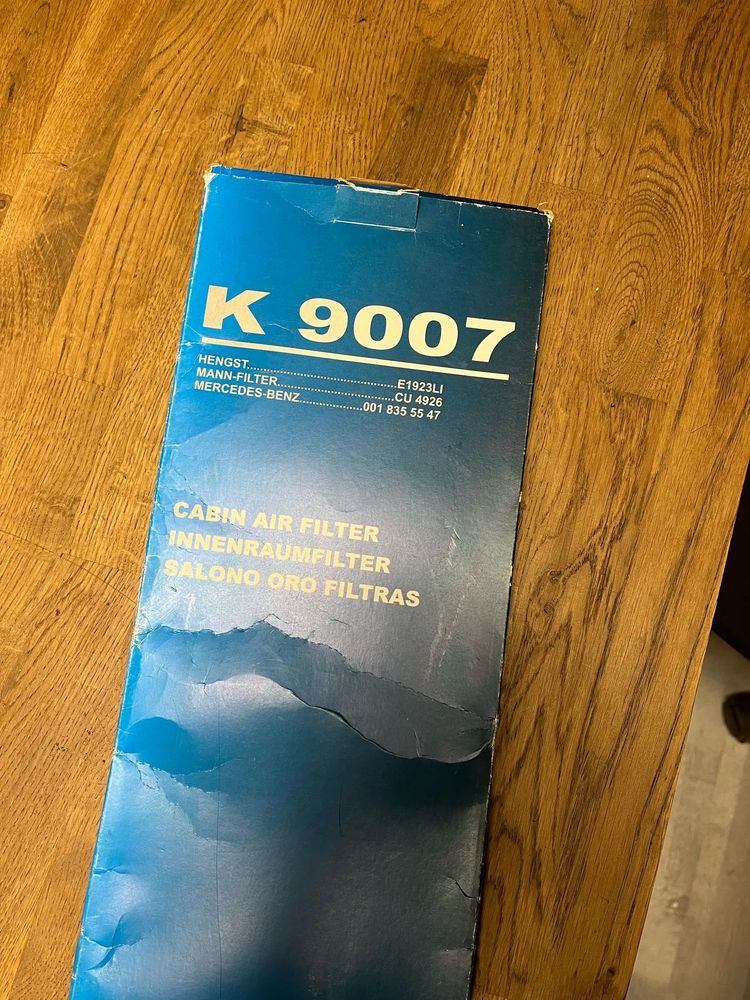 K 9007
HENGST............................................E1923LI
MANN-FILTER..................................CU 4926
MERCEDES-BENZ...................001 835 55 47
CABIN AIR FILTER
INNENRAUMFILTER
SALONO ORO FILTRAS